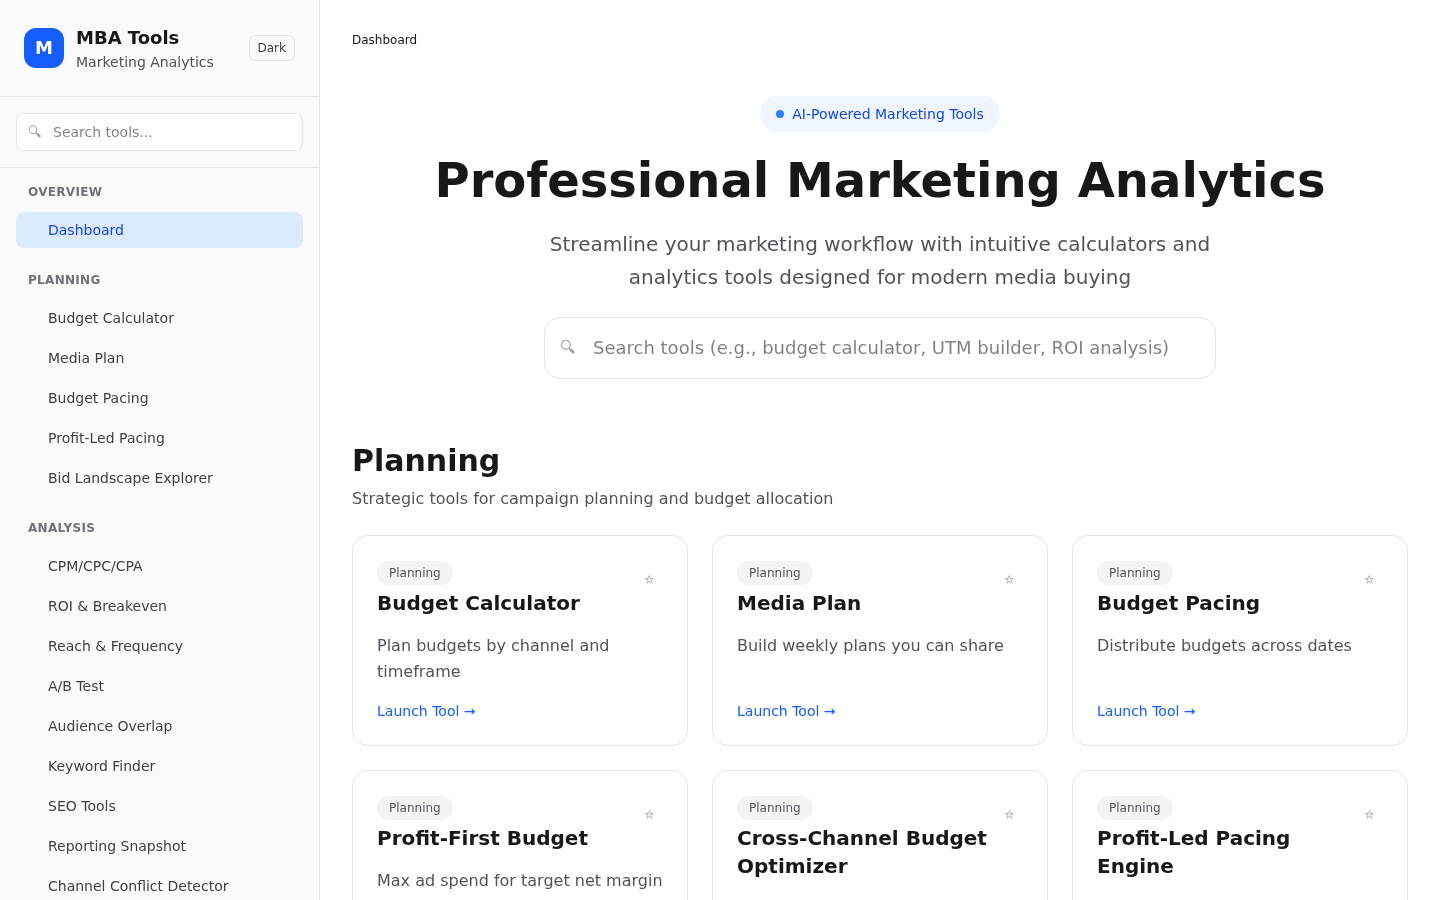 M
MBA Tools
Marketing Analytics
Dark
Search tools...
OVERVIEW
Dashboard
PLANNING
Budget Calculator
Media Plan
Budget Pacing
Profit-Led Pacing
Bid Landscape Explorer
ANALYSIS
CPM/CPC/CPA
ROI & Breakeven
Reach & Frequency
A/B Test
Audience Overlap
Keyword Finder
SEO Tools
Reporting Snapshot
Channel Conflict Detector
Dashboard
AI-Powered Marketing Tools
Professional Marketing Analytics
Streamline your marketing workflow with intuitive calculators and
analytics tools designed for modern media buying
Search tools (e.g., budget calculator, UTM builder, ROI analysis)
Planning
Strategic tools for campaign planning and budget allocation
Planning
☆
Budget Calculator
Plan budgets by channel and
timeframe
Launch Tool →
Planning
☆
Media Plan
Build weekly plans you can share
Launch Tool →
Planning
☆
Budget Pacing
Distribute budgets across dates
Launch Tool →
Planning
☆
Profit-First Budget
Max ad spend for target net margin
Planning
☆
Cross-Channel Budget
Optimizer
Planning
☆
Profit-Led Pacing
Engine